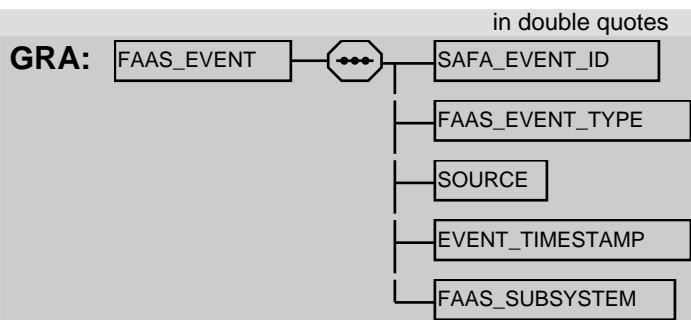 in double quotes
GRA: FAAS_EVENT SAFA_EVENT_ID
FAAS_EVENT_TYPE
SOURCE
EVENT_TIMESTAMP
FAAS_SUBSYSTEM